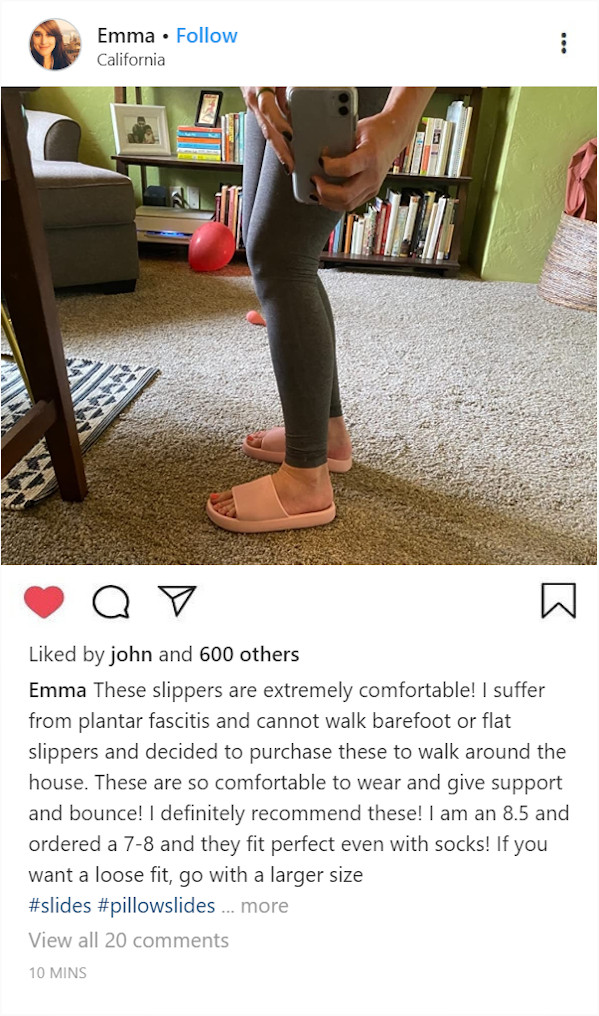 Emma • Follow
California
Liked by john and 600 others
Emma These slippers are extremely comfortable! I suffer
from plantar fascitis and cannot walk barefoot or flat
slippers and decided to purchase these to walk around the
house. These are so comfortable to wear and give support
and bounce! I definitely recommend these! I am an 8.5 and
ordered a 7-8 and they fit perfect even with socks! If you
want a loose fit, go with a larger size
#slides #pillowslides ... more
View all 20 comments
10 MINS